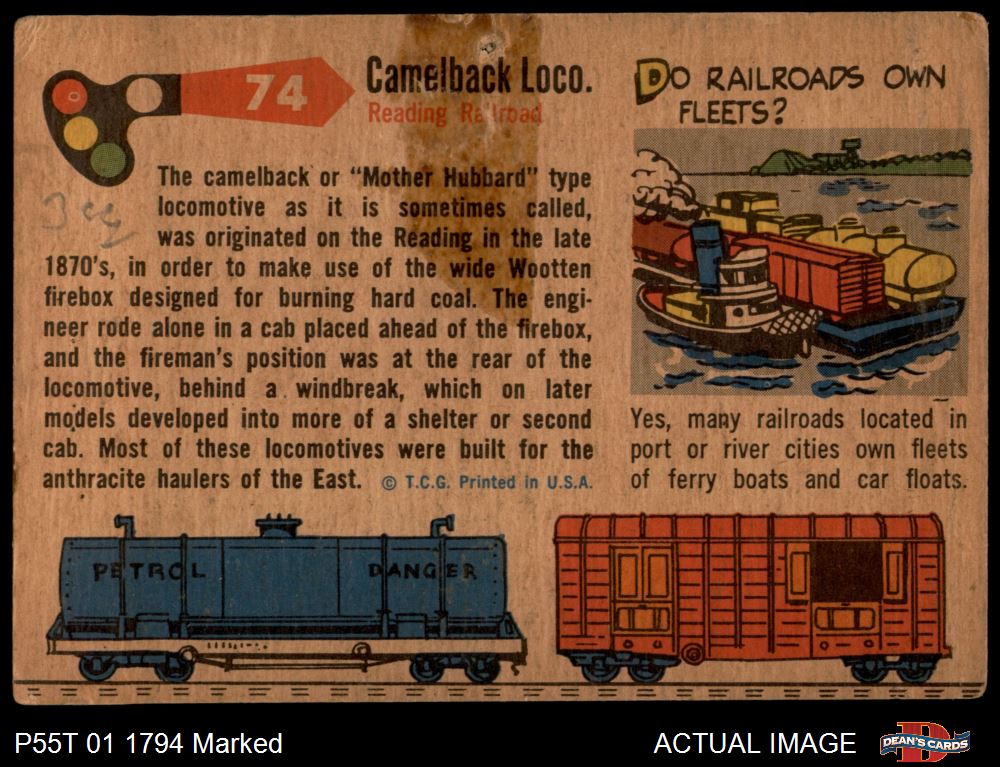 74
Camelback Loco.
Reading Railroad
The camelback or “Mother Hubbard” type
locomotive as it is sometimes called,
was originated on the Reading in the late
1870's, in order to make use of the wide Wootten
firebox designed for burning hard coal. The engi-
neer rode alone in a cab placed ahead of the firebox,
and the fireman's position was at the rear of the
locomotive, behind a windbreak, which on later
models developed into more of a shelter or second
cab. Most of these locomotives were built for the
anthracite haulers of the East. © T.C.G. Printed in U.S.A.
DO RAILROADS OWN
FLEETS?
Yes, many railroads located in
port or river cities own fleets
of ferry boats and car floats.
PETROL DANGER
P55T 01 1794 Marked
ACTUAL IMAGE
D
DEAN'S CARDS